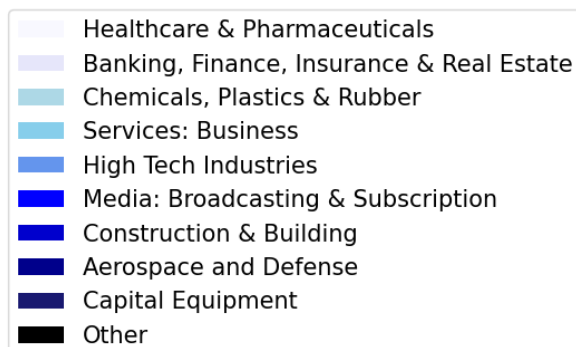 Healthcare & Pharmaceuticals
Banking, Finance, Insurance & Real Estate
Chemicals, Plastics & Rubber
Services: Business
High Tech Industries
Media: Broadcasting & Subscription
Construction & Building
Aerospace and Defense
Capital Equipment
Other